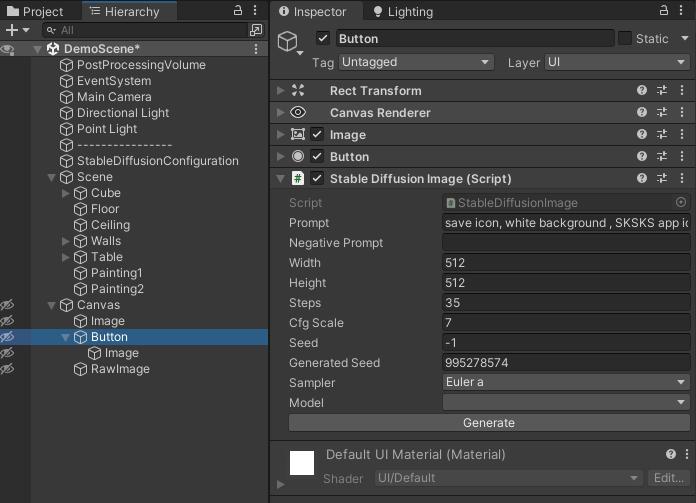 Project
Hierarchy
All
DemoScene*
PostProcessingVolume
EventSystem
Main Camera
Directional Light
Point Light
----------------
StableDiffusionConfiguration
Scene
Cube
Floor
Ceiling
Walls
Table
Painting1
Painting2
Canvas
Image
Button
Image
RawImage
Inspector
Lighting
Button
Static
Tag Untagged
Layer UI
Rect Transform
Canvas Renderer
Image
Button
Stable Diffusion Image (Script)
Script StableDiffusionImage
Prompt save icon, white background , SKSKS app ic
Negative Prompt
Width 512
Height 512
Steps 35
Cfg Scale 7
Seed -1
Generated Seed 995278574
Sampler Euler a
Model
Generate
Default UI Material (Material)
Shader UI/Default Edit...